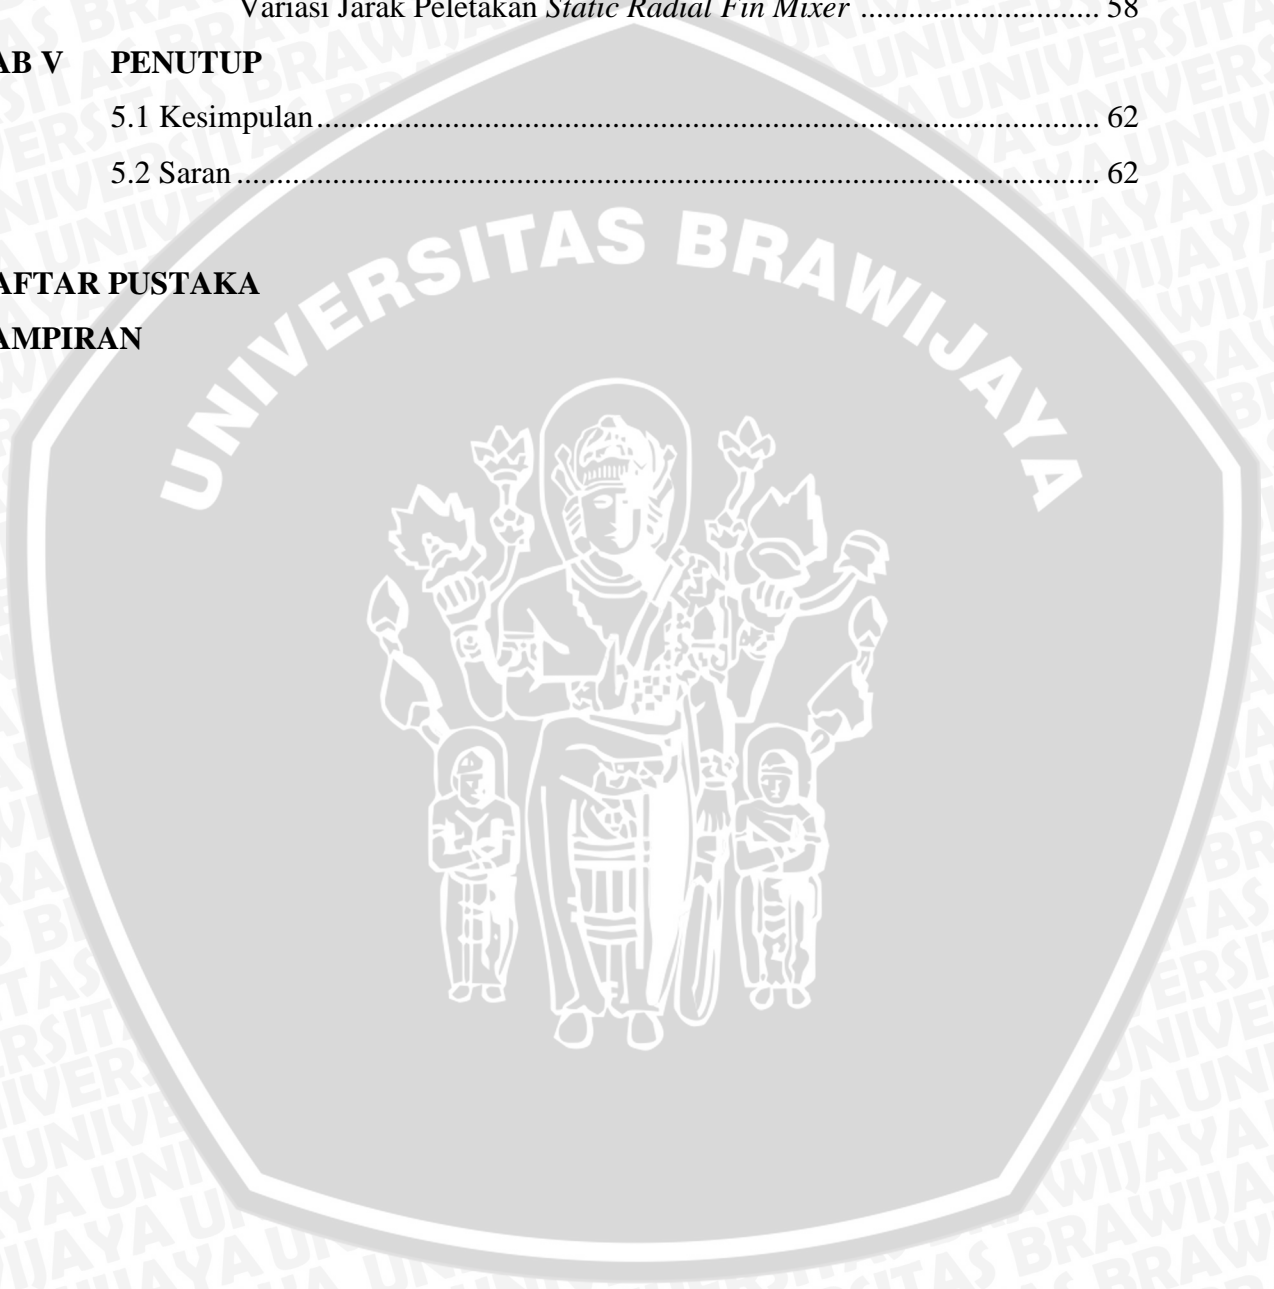 Variasi Jarak Peletakan Static Radial Fin Mixer .............................. 58
AB V PENUTUP
5.1 Kesimpulan.................................................................................................... 62
5.2 Saran .............................................................................................................. 62
AFTAR PUSTAKA
AMPIRAN
UNIVERSITAS BRAWIJAYA